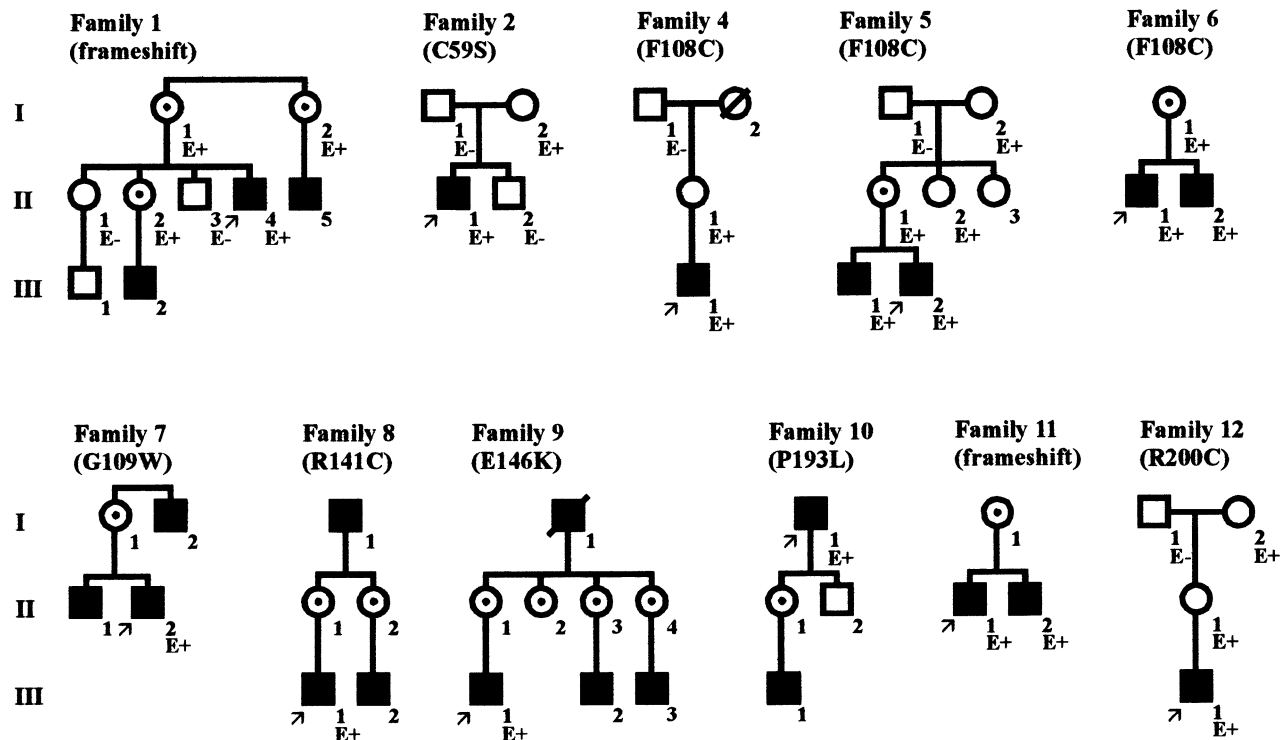 Family 1 Family 2 Family 4 Family 5 Family 6
(frameshift) (C59S) (F108C) (F108C) (F108C)
I
1 2 1 2 1 2 1 2 1
E+ E+ E- E+ E- E- E+ E+
II
1 2 3 4 5 1 2 1 1 2 3 1 2
E- E+ E- E+ E+ E- E+ E+ E+ E+ E+
III
1 2 1 1 2
E+ E+ E+
Family 7 Family 8 Family 9 Family 10 Family 11 Family 12
(G109W) (R141C) (E146K) (P193L) (frameshift) (R200C)
I
1 2 1 1 1 1 1 2
E+ E- E+
II
1 2 1 2 1 2 3 4 1 2 1 2 1
E+ E+ E+ E+
III
1 2 1 2 3 1 1
E+ E+ E+